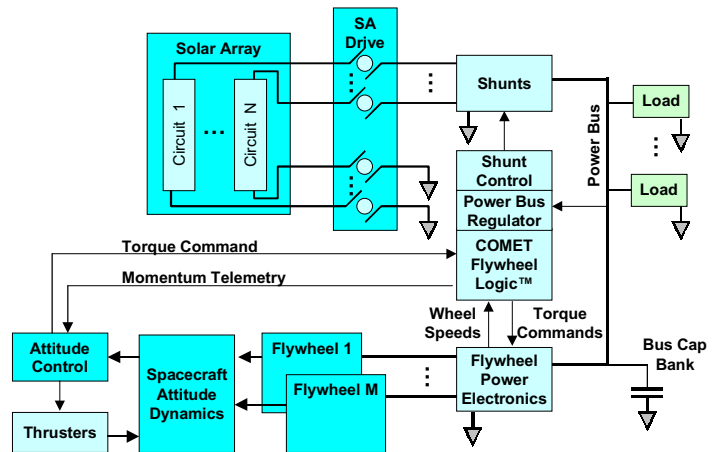 SA
Drive
Solar Array
Circuit 1
...
Circuit N
...
...
...
Shunts
Load
...
Load
Power Bus
Shunt
Control
Power Bus
Regulator
COMET
Flywheel
Logic™
Torque Command
Momentum Telemetry
Wheel
Speeds
Torque
Commands
Attitude
Control
Thrusters
Spacecraft
Attitude
Dynamics
Flywheel 1
Flywheel M
...
Flywheel
Power
Electronics
Bus Cap
Bank